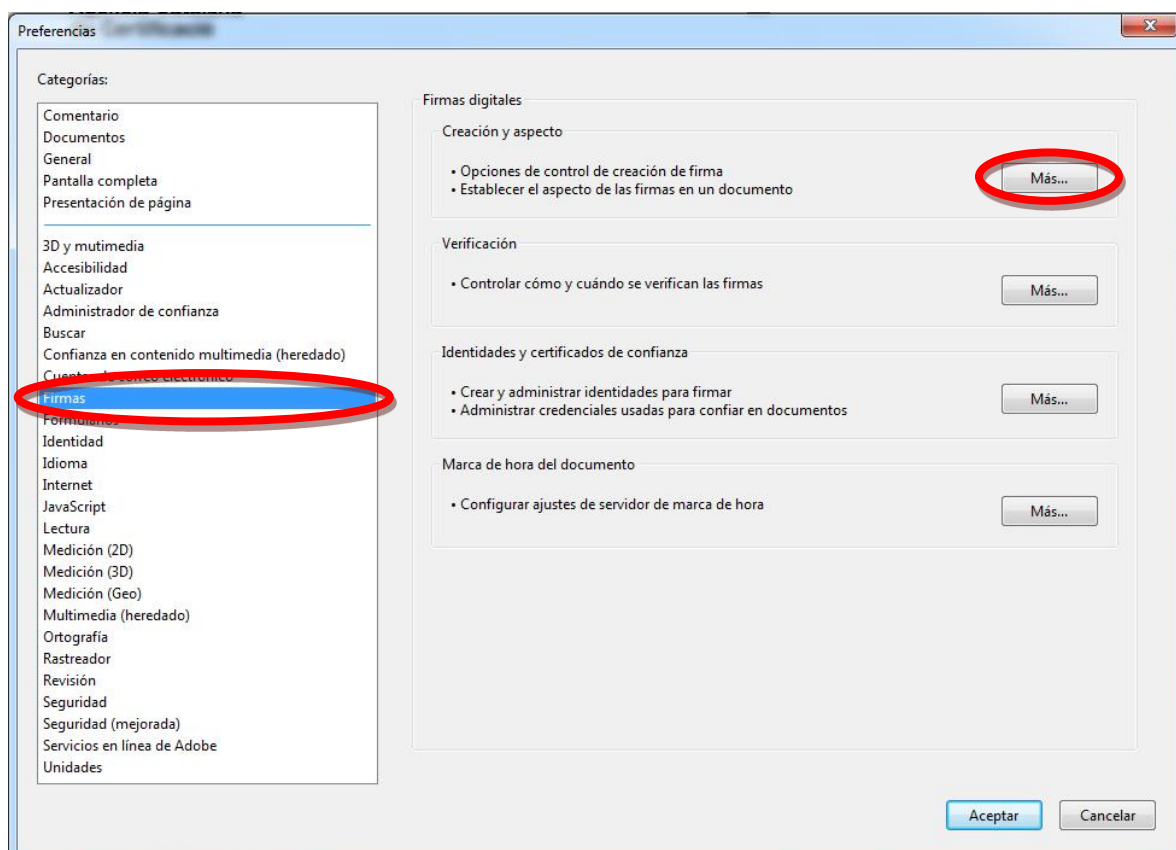 Preferencias
Categorías:
Comentario
Documentos
General
Pantalla completa
Presentación de página
3D y mutimedia
Accesibilidad
Actualizador
Administrador de confianza
Buscar
Confianza en contenido multimedia (heredado)
Cuentas de correo electrónico
Firmas
Formularios
Identidad
Idioma
Internet
JavaScript
Lectura
Medición (2D)
Medición (3D)
Medición (Geo)
Multimedia (heredado)
Ortografía
Rastreador
Revisión
Seguridad
Seguridad (mejorada)
Servicios en línea de Adobe
Unidades
Firmas digitales
Creación y aspecto
• Opciones de control de creación de firma
• Establecer el aspecto de las firmas en un documento
Más...
Verificación
• Controlar cómo y cuándo se verifican las firmas
Más...
Identidades y certificados de confianza
• Crear y administrar identidades para firmar
• Administrar credenciales usadas para confiar en documentos
Más...
Marca de hora del documento
• Configurar ajustes de servidor de marca de hora
Más...
Aceptar
Cancelar